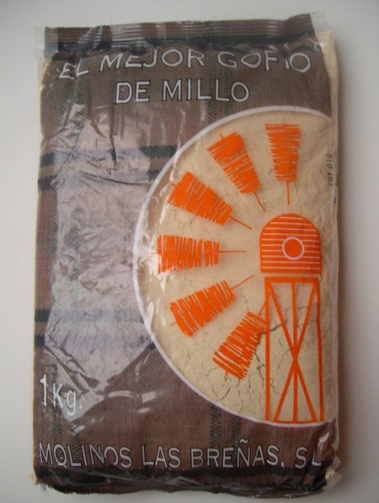 EL MEJOR GOFIO
DE MILLO
1Kg.
MOLINOS LAS BREÑAS, S.L.